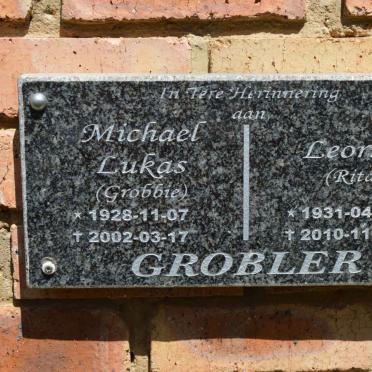 In Tere Herinnering
aan
Michael
Lukas
(Grobbie)
* 1928-11-07
† 2002-03-17
Leon
(Rita
* 1931-04
† 2010-11
GROBLER